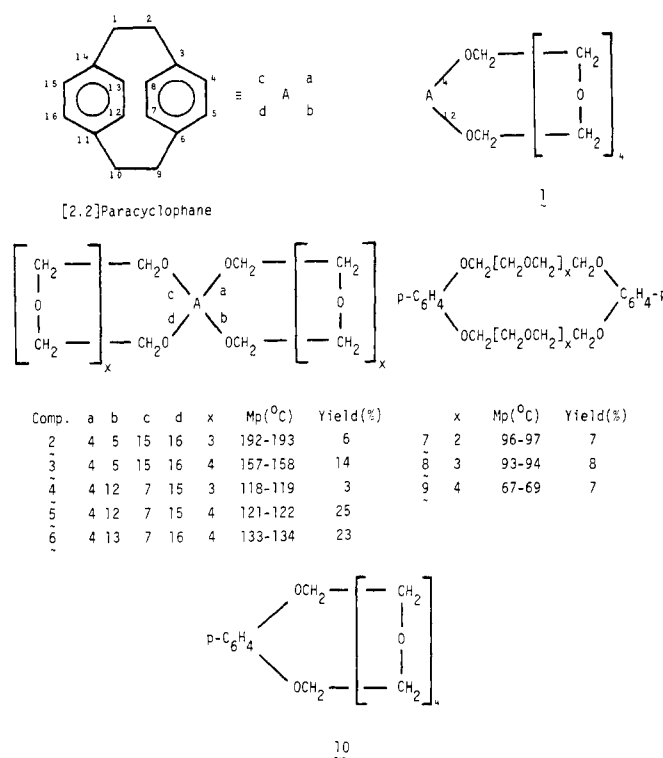 1 2
14 3
15 13 8 4
16 12 7 5
11 6
10 9
≡
c a
A
d b
[2.2]Paracyclophane
OCH2 CH2
4
A O
12
OCH2 CH2
4
1
CH2 CH2O OCH2 CH2
c a
O A O
d b
CH2 CH2O OCH2 CH2
x x
OCH2[CH2OCH2]xCH2O
p-C6H4 C6H4-p
OCH2[CH2OCH2]xCH2O
Comp. a b c d x Mp(°C) Yield(%) x Mp(°C) Yield(%)
2 4 5 15 16 3 192-193 6 7 2 96-97 7
3 4 5 15 16 4 157-158 14 8 3 93-94 8
4 4 12 7 15 3 118-119 3 9 4 67-69 7
5 4 12 7 15 4 121-122 25
6 4 13 7 16 4 133-134 23
OCH2 CH2
p-C6H4 O
OCH2 CH2
4
10